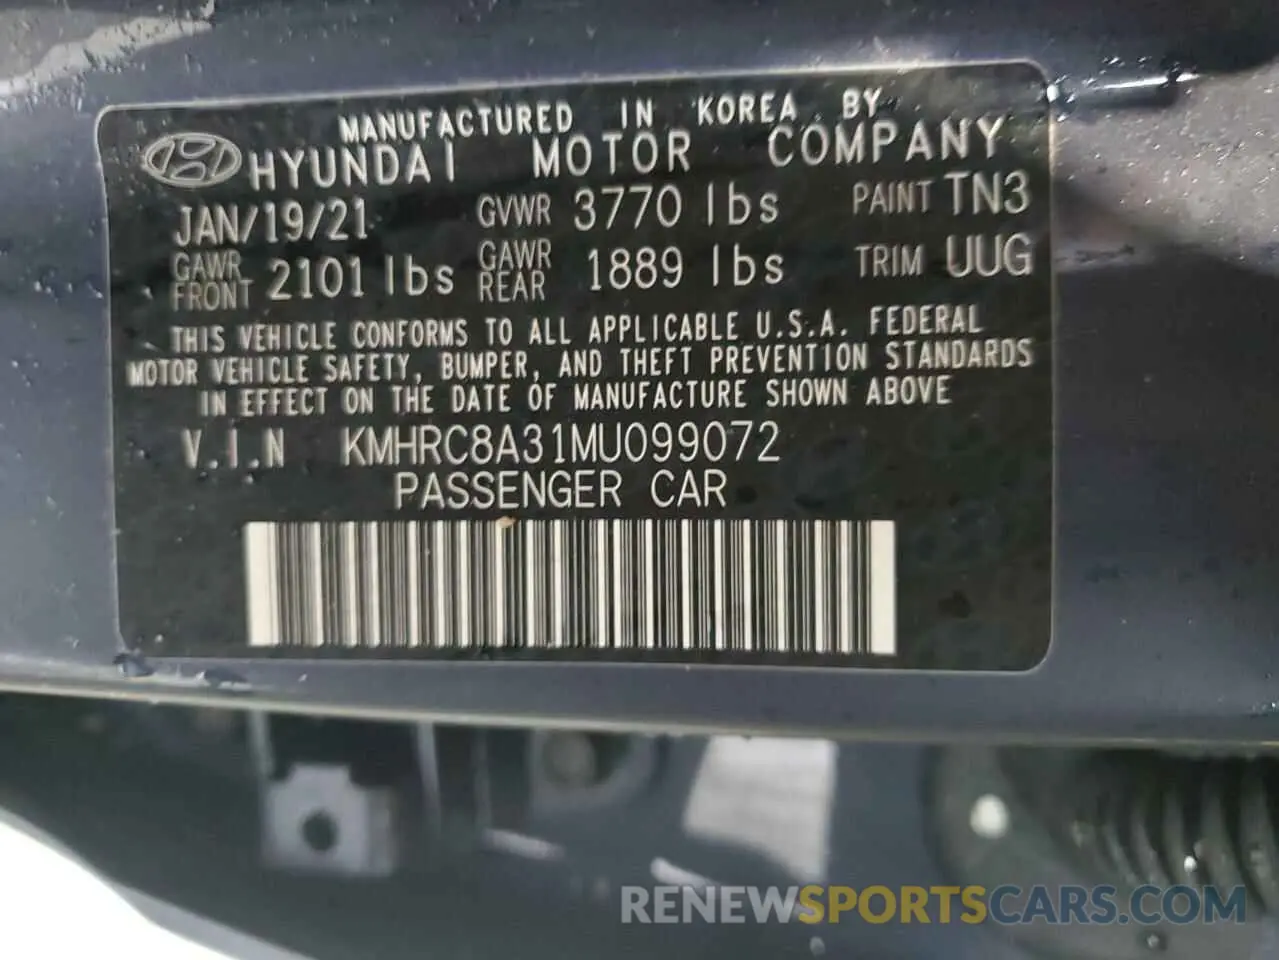 MANUFACTURED IN KOREA BY
HYUNDAI MOTOR COMPANY
JAN/19/21 GVWR 3770 lbs PAINT TN3
GAWR FRONT 2101 lbs GAWR REAR 1889 lbs TRIM UUG
THIS VEHICLE CONFORMS TO ALL APPLICABLE U.S.A. FEDERAL
MOTOR VEHICLE SAFETY, BUMPER, AND THEFT PREVENTION STANDARDS
IN EFFECT ON THE DATE OF MANUFACTURE SHOWN ABOVE
V.I.N KMHRC8A31MU099072
PASSENGER CAR
RENEWSPORTSCARS.COM